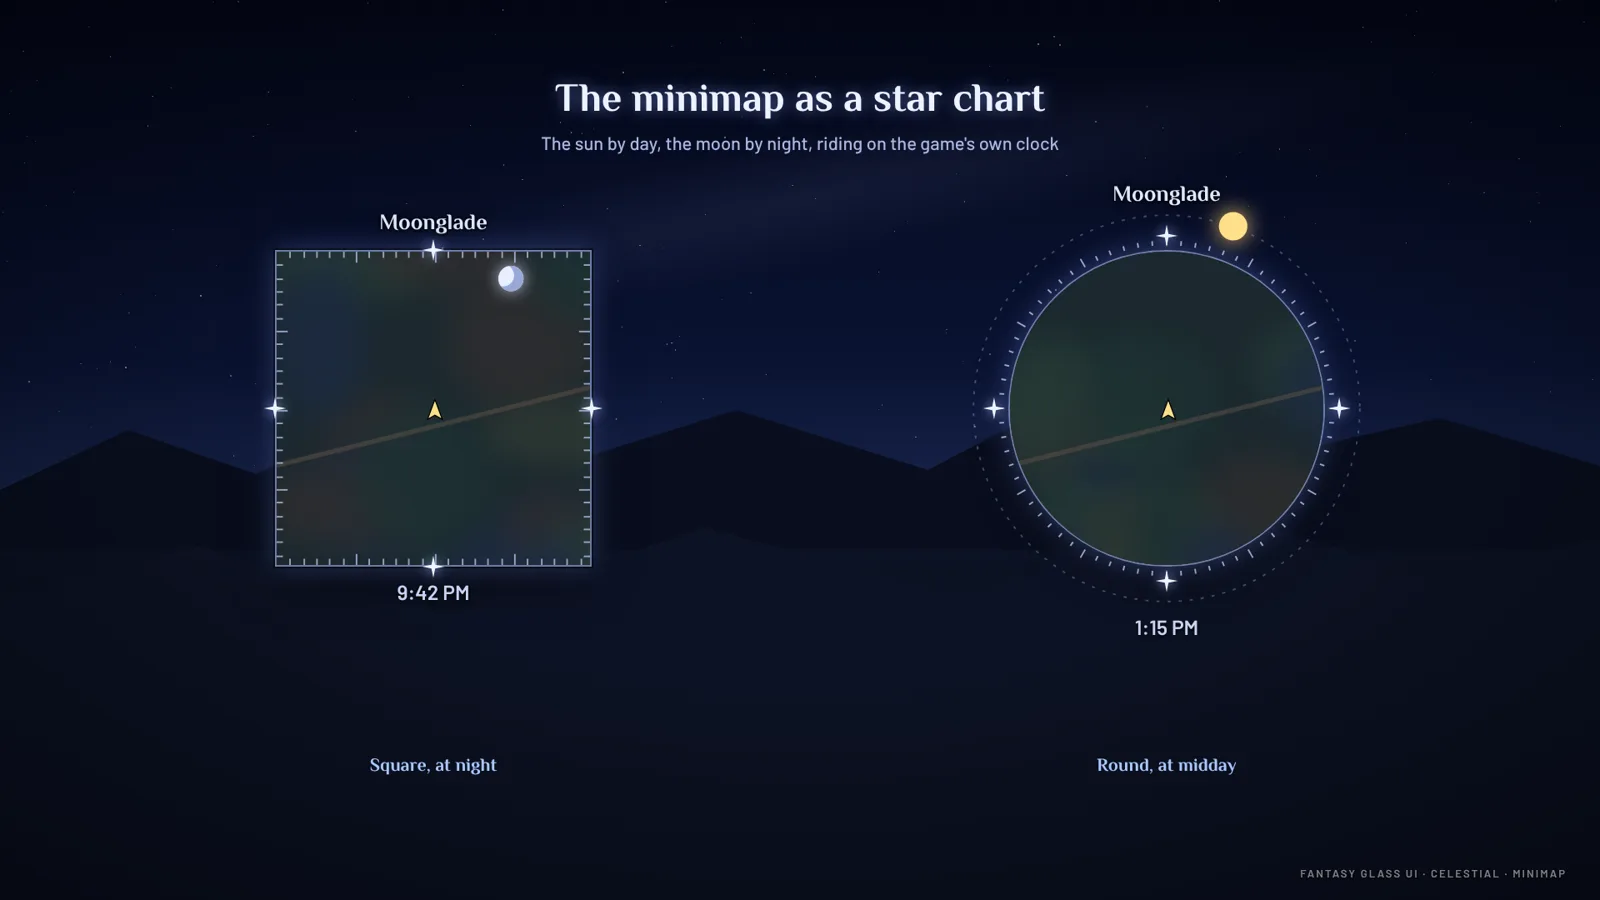 The minimap as a star chart
The sun by day, the moon by night, riding on the game's own clock
Moonglade
Moonglade
9:42 PM
1:15 PM
Square, at night
Round, at midday
FANTASY GLASS UI · CELESTIAL · MINIMAP